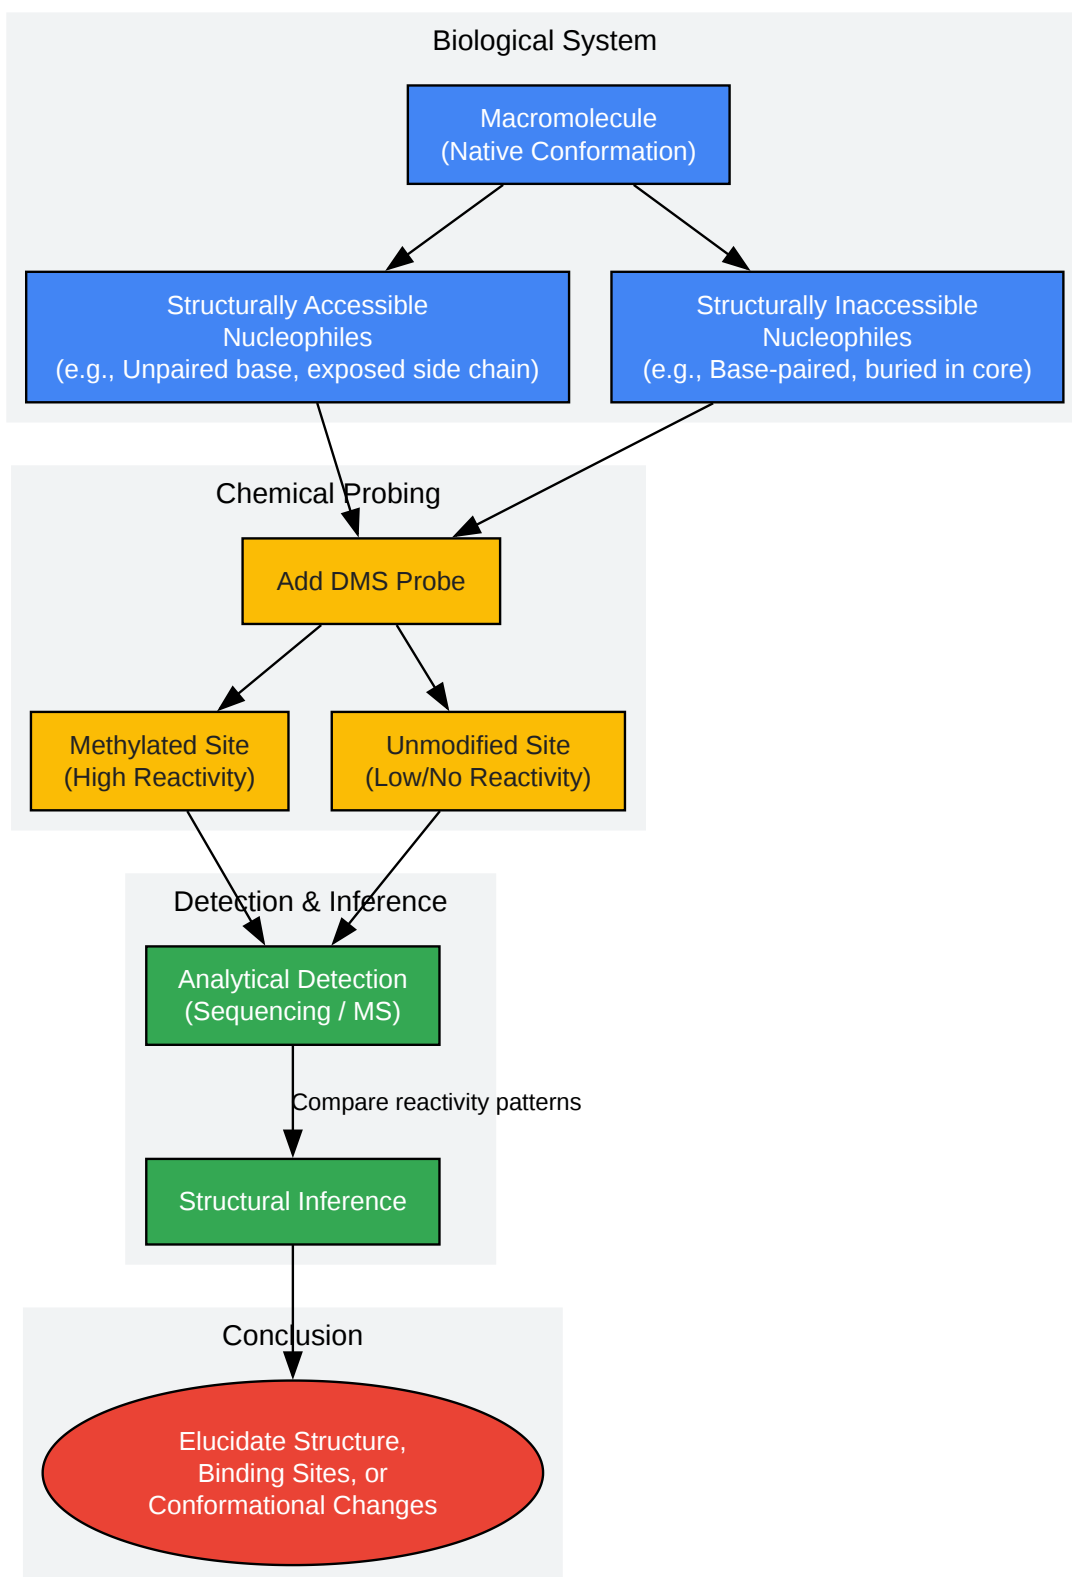 Biological System
Macromolecule
(Native Conformation)
Structurally Accessible
Nucleophiles
(e.g., Unpaired base, exposed side chain)
Structurally Inaccessible
Nucleophiles
(e.g., Base-paired, buried in core)
Chemical Probing
Add DMS Probe
Methylated Site
(High Reactivity)
Unmodified Site
(Low/No Reactivity)
Detection & Inference
Analytical Detection
(Sequencing / MS)
Compare reactivity patterns
Structural Inference
Conclusion
Elucidate Structure,
Binding Sites, or
Conformational Changes